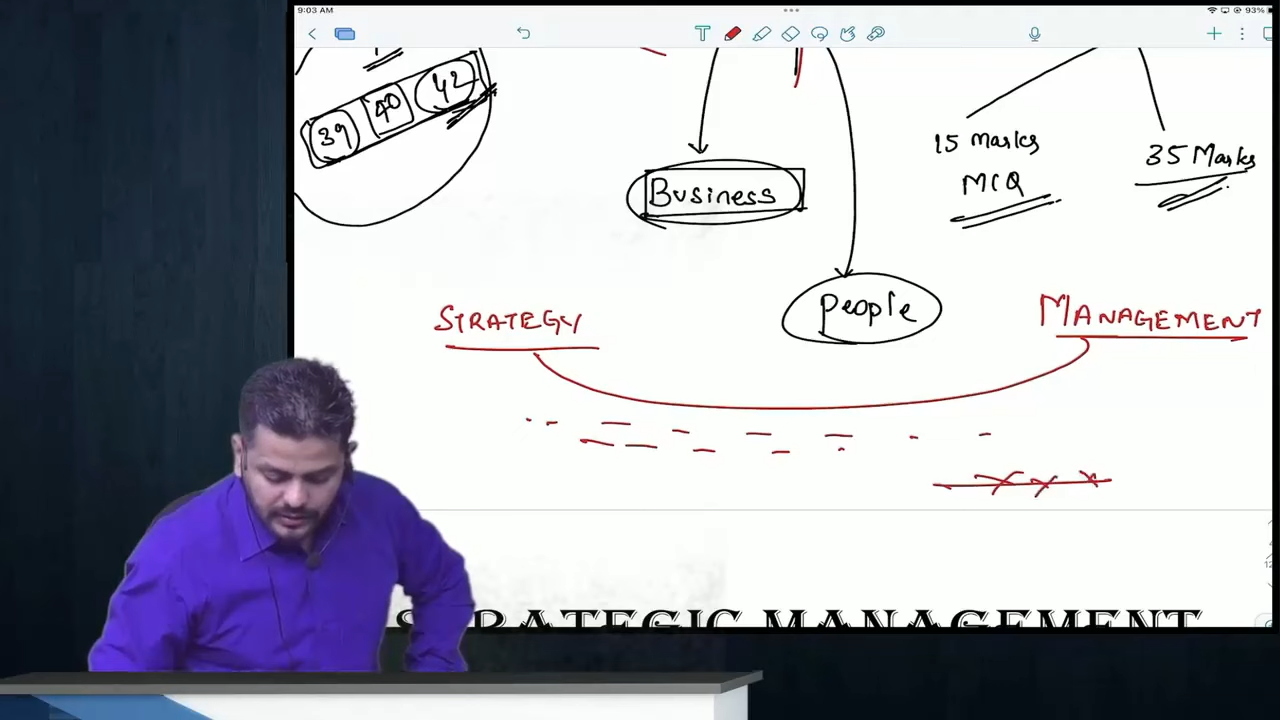 9:03 AM
93%
T
39 40 42
15 Marks
MCQ
35 Marks
Business
People
STRATEGY
MANAGEMENT
STRATEGIC MANAGEMENT